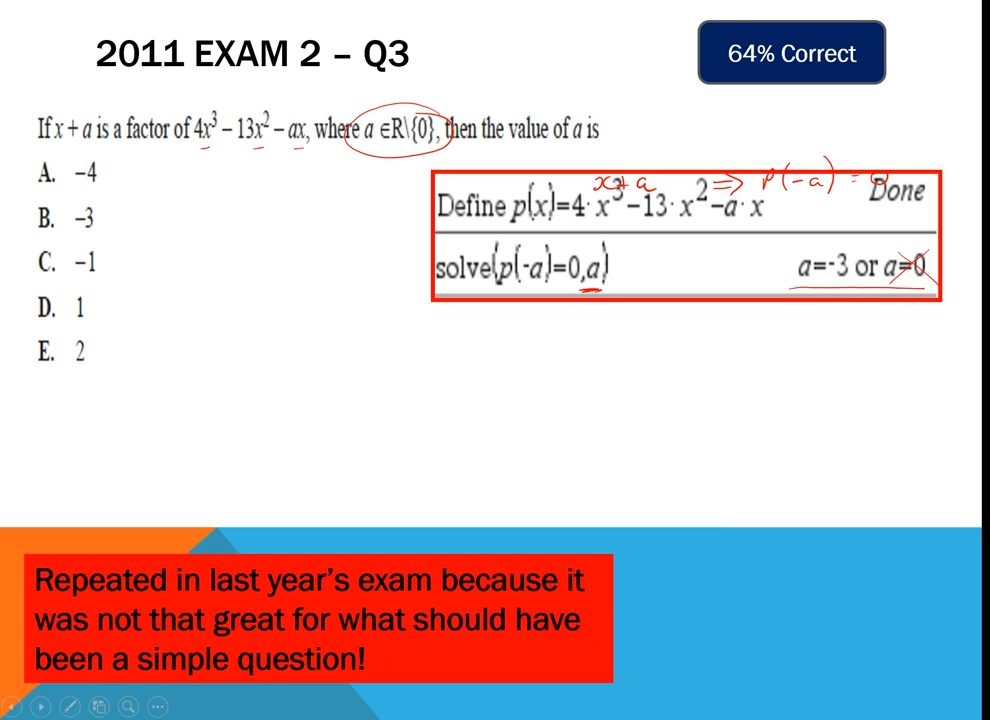 2011 EXAM 2 – Q3
64% Correct
If x + a is a factor of 4x³ – 13x² – ax, where a ∈R\{0}, then the value of a is
A. –4
B. –3
C. –1
D. 1
E. 2
x+a ⇒ P(-a) = 0
Define p(x)=4·x³−13·x²−a·x Done
solve(p(-a)=0,a) a=-3 or a=0
Repeated in last year's exam because it
was not that great for what should have
been a simple question!